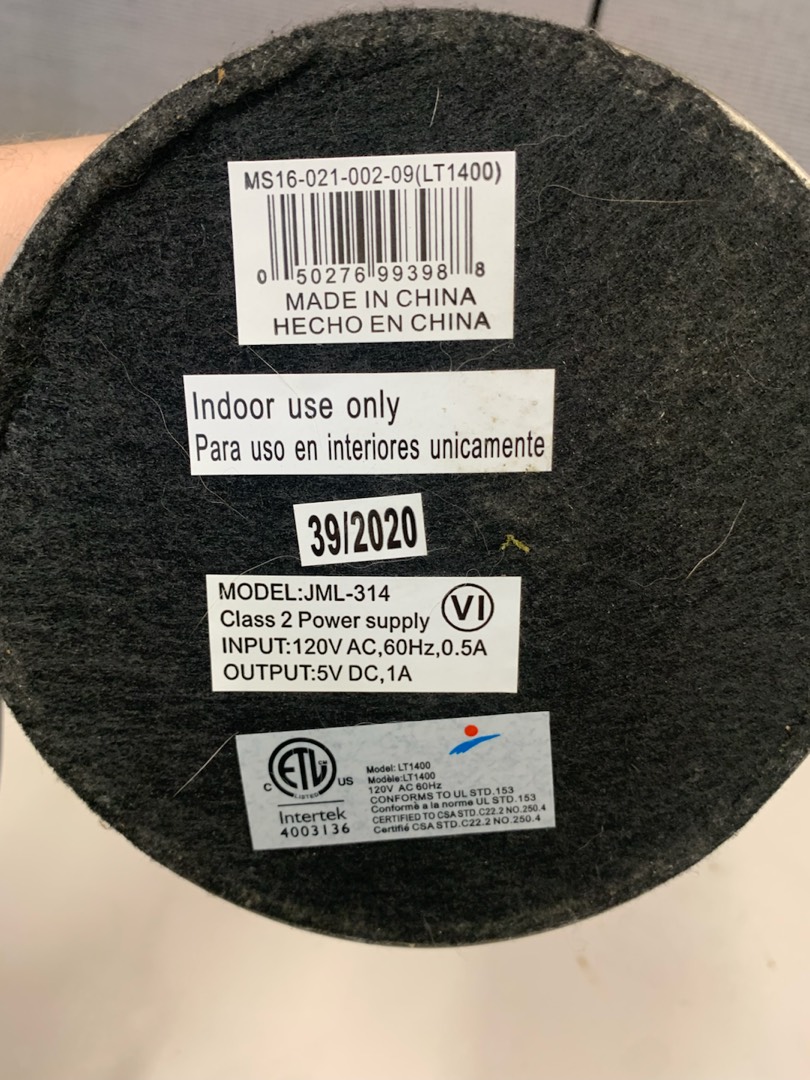 MS16-021-002-09(LT1400)
0 50276 99398 8
MADE IN CHINA
HECHO EN CHINA
Indoor use only
Para uso en interiores unicamente
39/2020
MODEL:JML-314
Class 2 Power supply
VI
INPUT:120V AC,60Hz,0.5A
OUTPUT:5V DC,1A
ETL CM
LISTED
C US
Intertek
4003136
Model: LT1400
Modèle:LT1400
120V AC 60Hz
CONFORMS TO UL STD.153
Conforme à la norme UL STD.153
CERTIFIED TO CSA STD.C22.2 NO.250.4
Certifié CSA STD.C22.2 NO.250.4